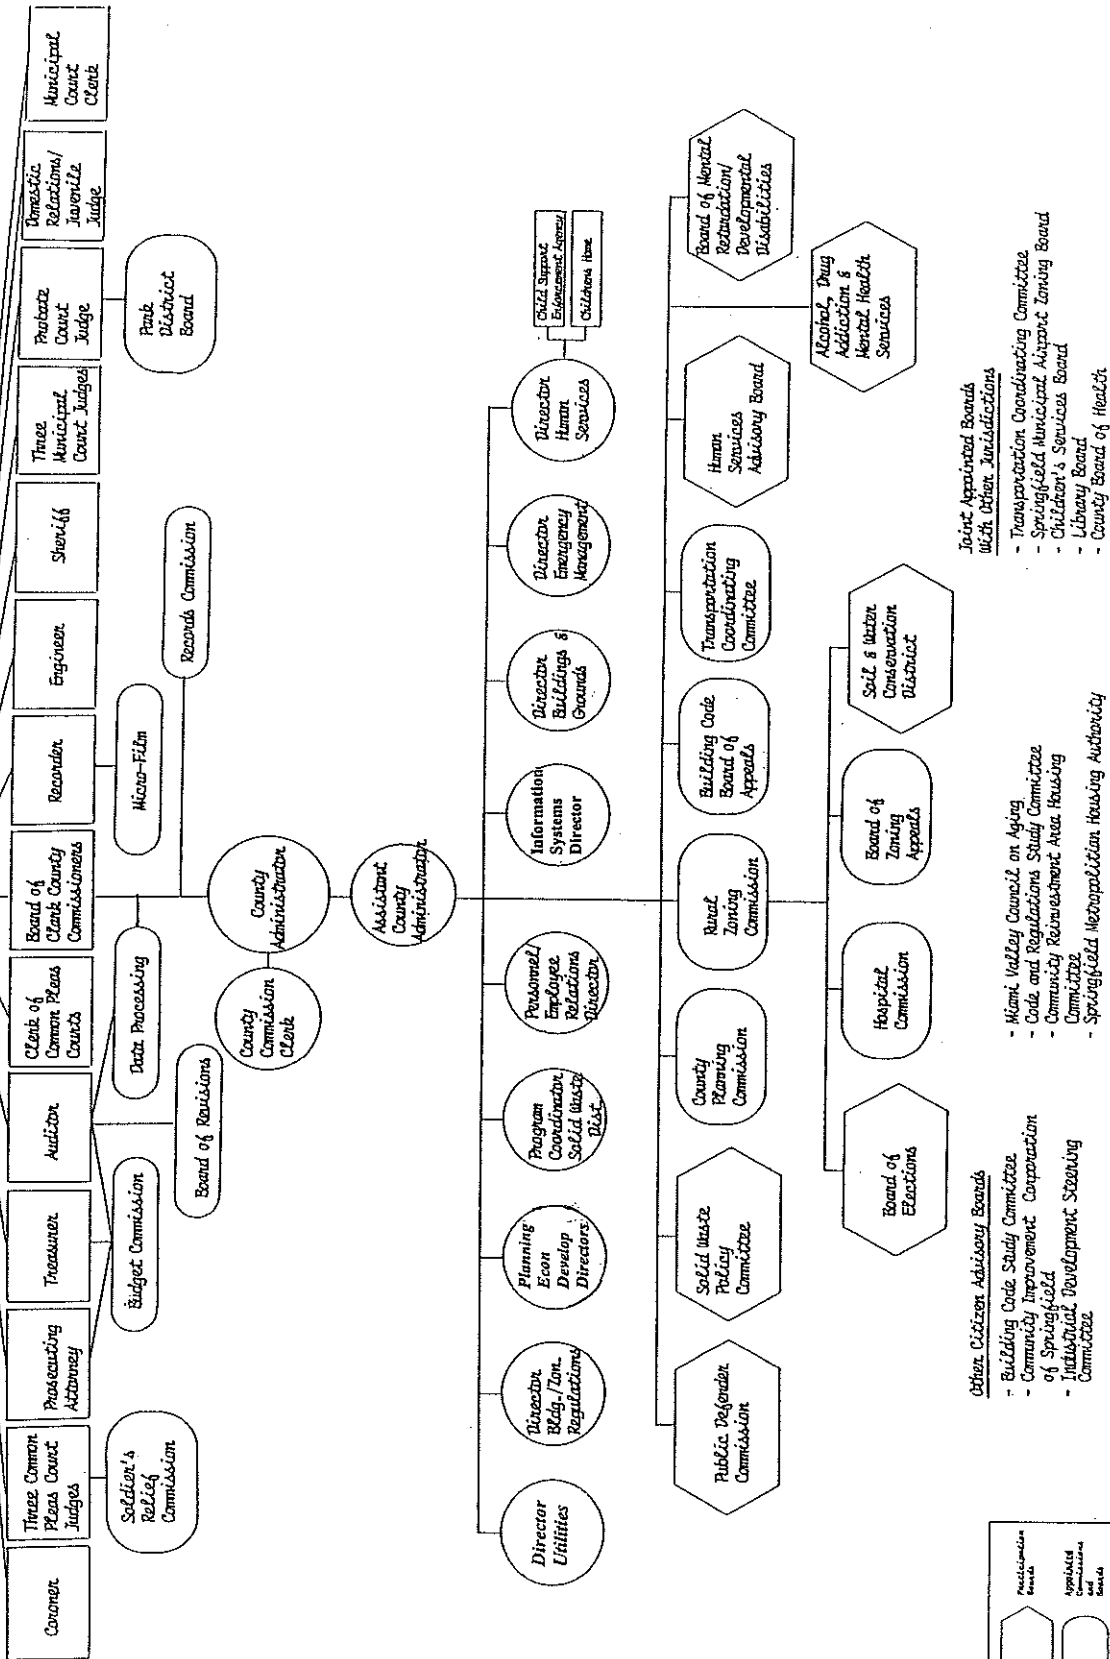 Coroner
Three Common
Pleas Court
Judges
Prosecuting
Attorney
Treasurer
Auditor
Clerk of
Common Pleas
Courts
Board of
Clark County
Commissioners
Recorder
Engineer
Sheriff
Three
Municipal
Court Judges
Probate
Court
Judge
Domestic
Relations/
Juvenile
Judge
Municipal
Court
Clerk
Soldier's
Relief
Commission
Budget Commission
Board of Revisions
Data Processing
Micro-Film
Records Commission
Park
District
Board
County
Commission
Clerk
County
Administrator
Assistant
County
Administrator
Director
Utilities
Director
Bldg./Zon.
Regulations
Planning
Econ
Develop
Directors
Program
Coordinator
Solid Waste
Dist.
Personnel/
Employee
Relations
Director
Information
Systems
Director
Director
Buildings &
Grounds
Director
Emergency
Management
Director
Human
Services
Child Support
Enforcement Agency
Childrens Home
Public Defender
Commission
Solid Waste
Policy
Committee
County
Planning
Commission
Rural
Zoning
Commission
Building Code
Board of
Appeals
Transportation
Coordinating
Committee
Human
Services
Advisory Board
Board of Mental
Retardation/
Developmental
Disabilities
Alcohol, Drug
Addiction &
Mental Health
Services
Board of
Elections
Hospital
Commission
Board of
Zoning
Appeals
Soil & Water
Conservation
District
Other Citizen Advisory Boards
- Building Code Study Committee
- Community Improvement Corporation
of Springfield
- Industrial Development Steering
Committee
- Miami Valley Council on Aging
- Code and Regulations Study Committee
- Community Reinvestment Area Housing
Committee
- Springfield Metropolitan Housing Authority
Joint Appointed Boards
With Other Jurisdictions
- Transportation Coordinating Committee
- Springfield Municipal Airport Zoning Board
- Children's Services Board
- Library Board
- County Board of Health
Participation
Boards
Appointed
Commissions
and
Boards